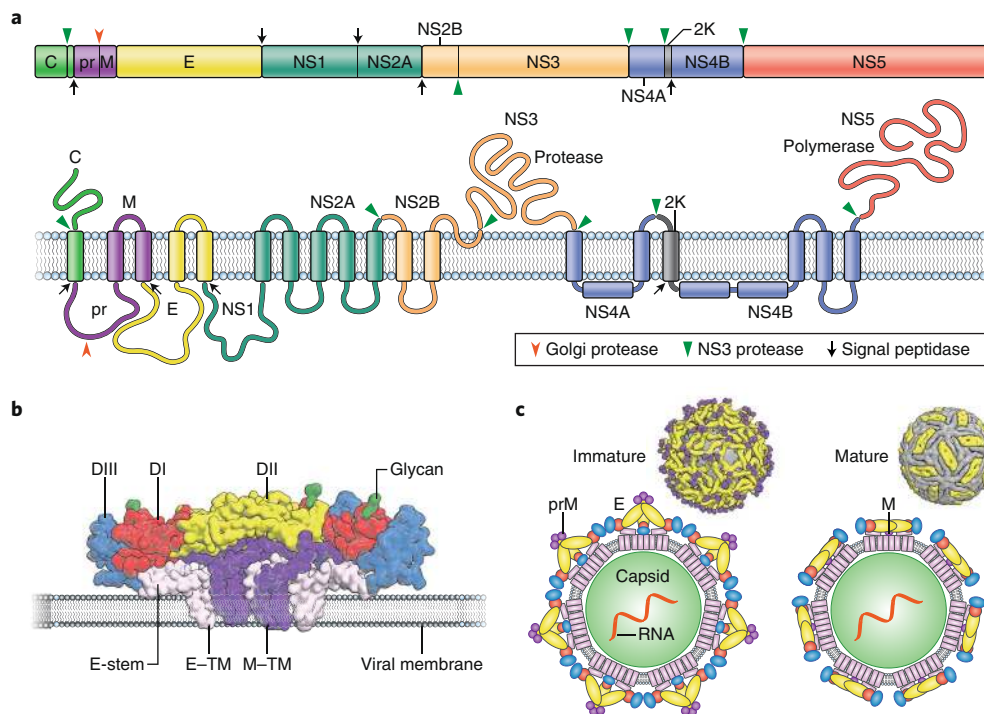 a
NS2B
2K
C
pr
M
E
NS1
NS2A
NS3
NS4B
NS5
NS4A
NS3
NS5
Protease
Polymerase
C
M
NS2A
NS2B
2K
pr
E
NS1
NS4A
NS4B
Golgi protease
NS3 protease
Signal peptidase
b
DIII
DI
DII
Glycan
E-stem
E–TM
M–TM
Viral membrane
c
Immature
Mature
prM
E
M
Capsid
RNA